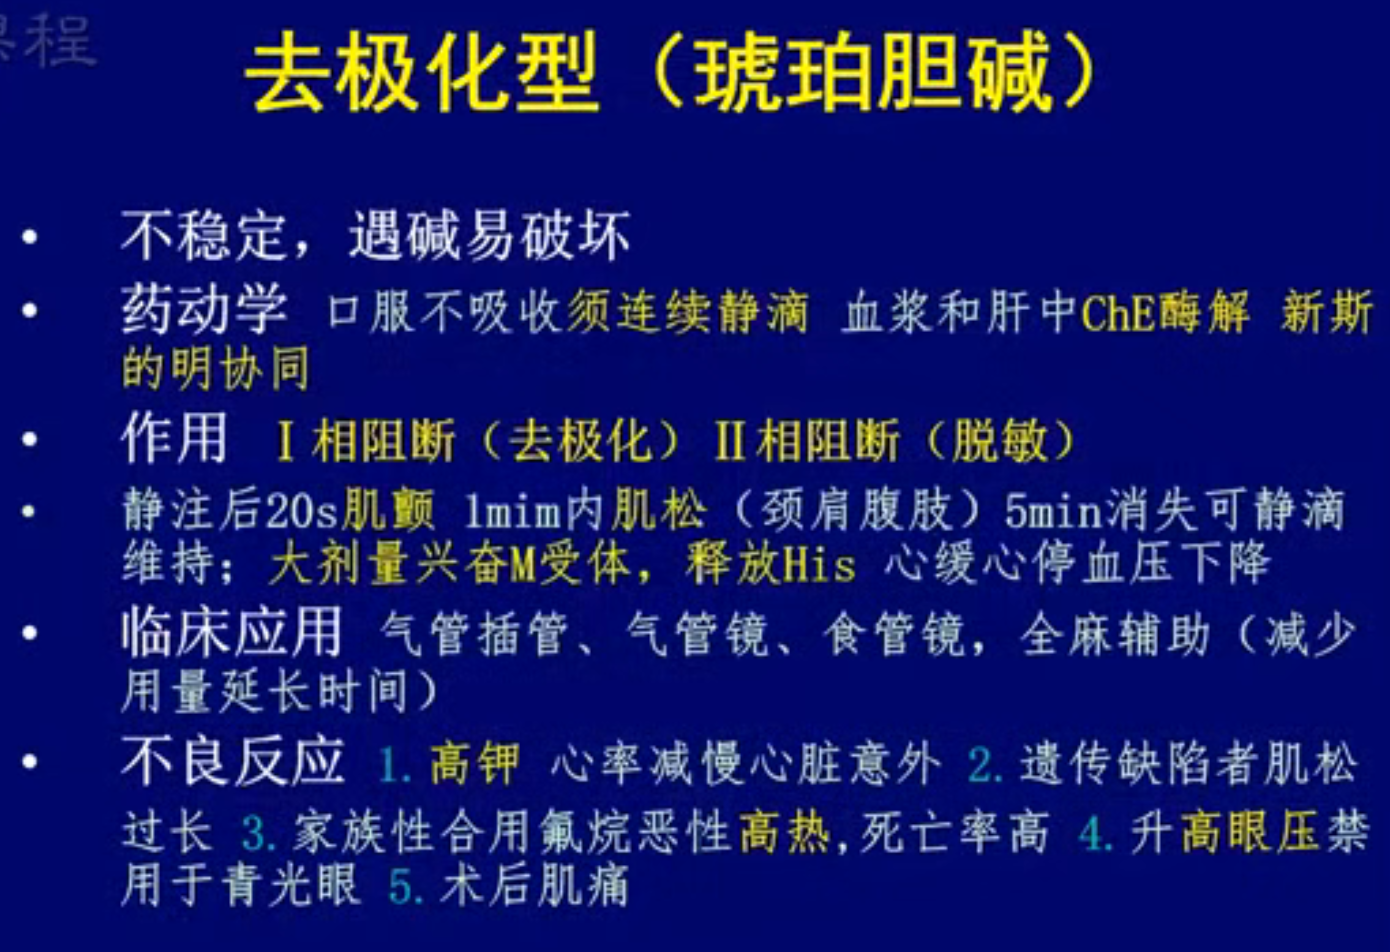 课程
去极化型（琥珀胆碱）
• 不稳定，遇碱易破坏
• 药动学 口服不吸收须连续静滴 血浆和肝中ChE酶解 新斯
的明协同
• 作用 Ⅰ相阻断（去极化）Ⅱ相阻断（脱敏）
• 静注后20s肌颤 1mim内肌松（颈肩腹肢）5min消失可静滴
维持；大剂量兴奋M受体，释放His 心缓心停血压下降
• 临床应用 气管插管、气管镜、食管镜，全麻辅助（减少
用量延长时间）
• 不良反应 1.高钾 心率减慢心脏意外 2.遗传缺陷者肌松
过长 3.家族性合用氟烷恶性高热,死亡率高 4.升高眼压禁
用于青光眼 5.术后肌痛